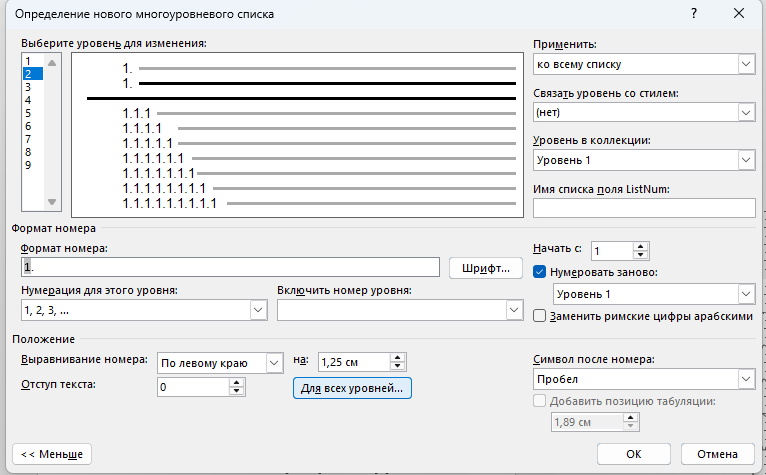 Определение нового многоуровневого списка
?
Выберите уровень для изменения:
1
2
3
4
5
6
7
8
9
1.
1.
1.1.1
1.1.1.1
1.1.1.1.1
1.1.1.1.1.1
1.1.1.1.1.1.1
1.1.1.1.1.1.1.1
1.1.1.1.1.1.1.1.1
Применить:
ко всему списку
Связать уровень со стилем:
(нет)
Уровень в коллекции:
Уровень 1
Имя списка поля ListNum:
Формат номера
Формат номера:
1.
Шрифт...
Нумерация для этого уровня:
1, 2, 3, ...
Включить номер уровня:
Начать с:
1
Нумеровать заново:
Уровень 1
Заменить римские цифры арабскими
Положение
Выравнивание номера:
По левому краю
на:
1,25 см
Отступ текста:
0
Для всех уровней...
Символ после номера:
Пробел
Добавить позицию табуляции:
1,89 см
<< Меньше
ОК
Отмена